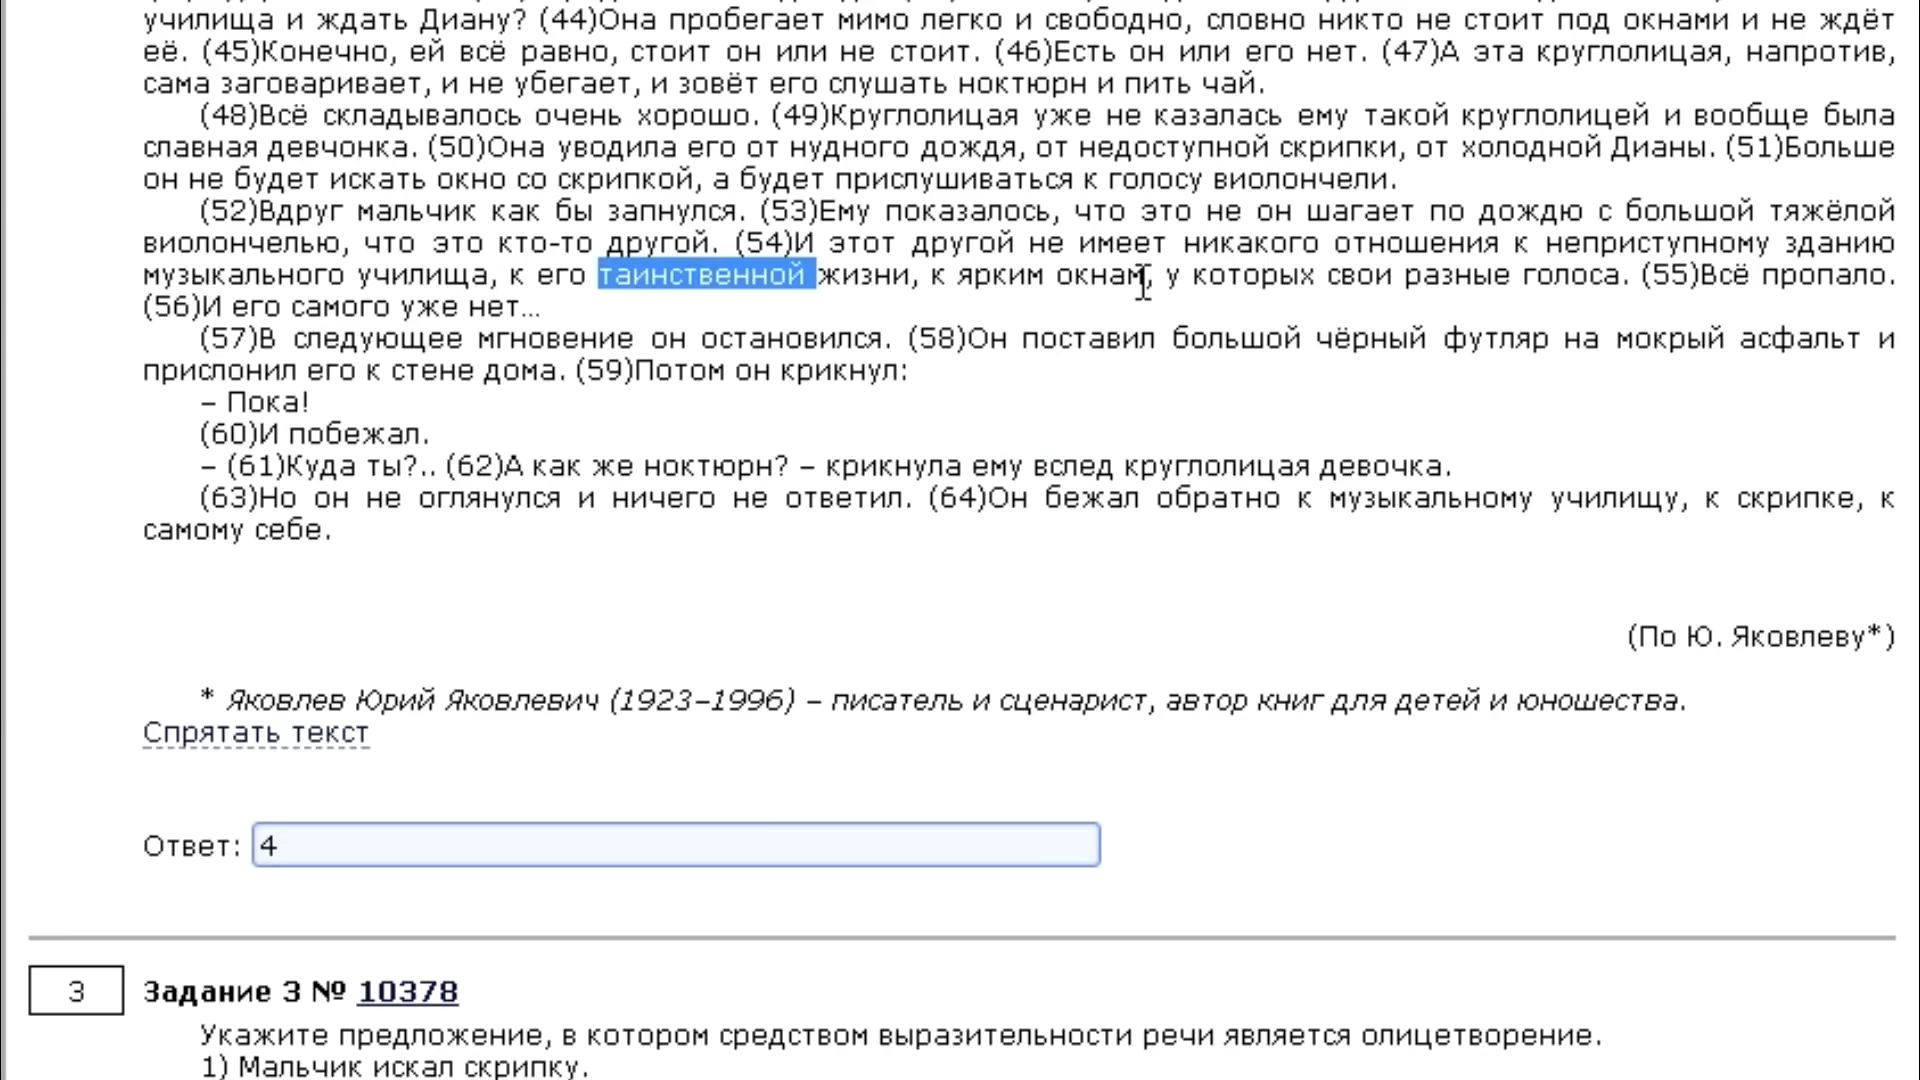 училища и ждать Диану? (44)Она пробегает мимо легко и свободно, словно никто не стоит под окнами и не ждёт
её. (45)Конечно, ей всё равно, стоит он или не стоит. (46)Есть он или его нет. (47)А эта круглолицая, напротив,
сама заговаривает, и не убегает, и зовёт его слушать ноктюрн и пить чай.
(48)Всё складывалось очень хорошо. (49)Круглолицая уже не казалась ему такой круглолицей и вообще была
славная девчонка. (50)Она уводила его от нудного дождя, от недоступной скрипки, от холодной Дианы. (51)Больше
он не будет искать окно со скрипкой, а будет прислушиваться к голосу виолончели.
(52)Вдруг мальчик как бы запнулся. (53)Ему показалось, что это не он шагает по дождю с большой тяжёлой
виолончелью, что это кто-то другой. (54)И этот другой не имеет никакого отношения к неприступному зданию
музыкального училища, к его таинственной жизни, к ярким окнам, у которых свои разные голоса. (55)Всё пропало.
(56)И его самого уже нет...
(57)В следующее мгновение он остановился. (58)Он поставил большой чёрный футляр на мокрый асфальт и
прислонил его к стене дома. (59)Потом он крикнул:
– Пока!
(60)И побежал.
– (61)Куда ты?.. (62)А как же ноктюрн? – крикнула ему вслед круглолицая девочка.
(63)Но он не оглянулся и ничего не ответил. (64)Он бежал обратно к музыкальному училищу, к скрипке, к
самому себе.
(По Ю. Яковлеву*)
* Яковлев Юрий Яковлевич (1923–1996) – писатель и сценарист, автор книг для детей и юношества.
Спрятать текст
Ответ: 4
3 Задание 3 № 10378
Укажите предложение, в котором средством выразительности речи является олицетворение.
1) Мальчик искал скрипку.